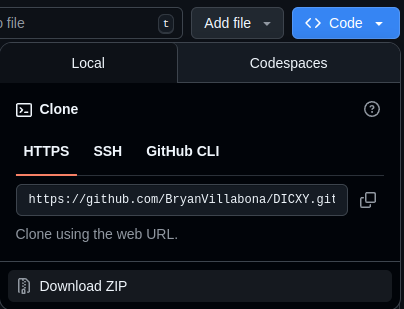 file
t
Add file
Code
Local
Codespaces
Clone
HTTPS
SSH
GitHub CLI
https://github.com/BryanVillabona/DICXY.git
Clone using the web URL.
Download ZIP